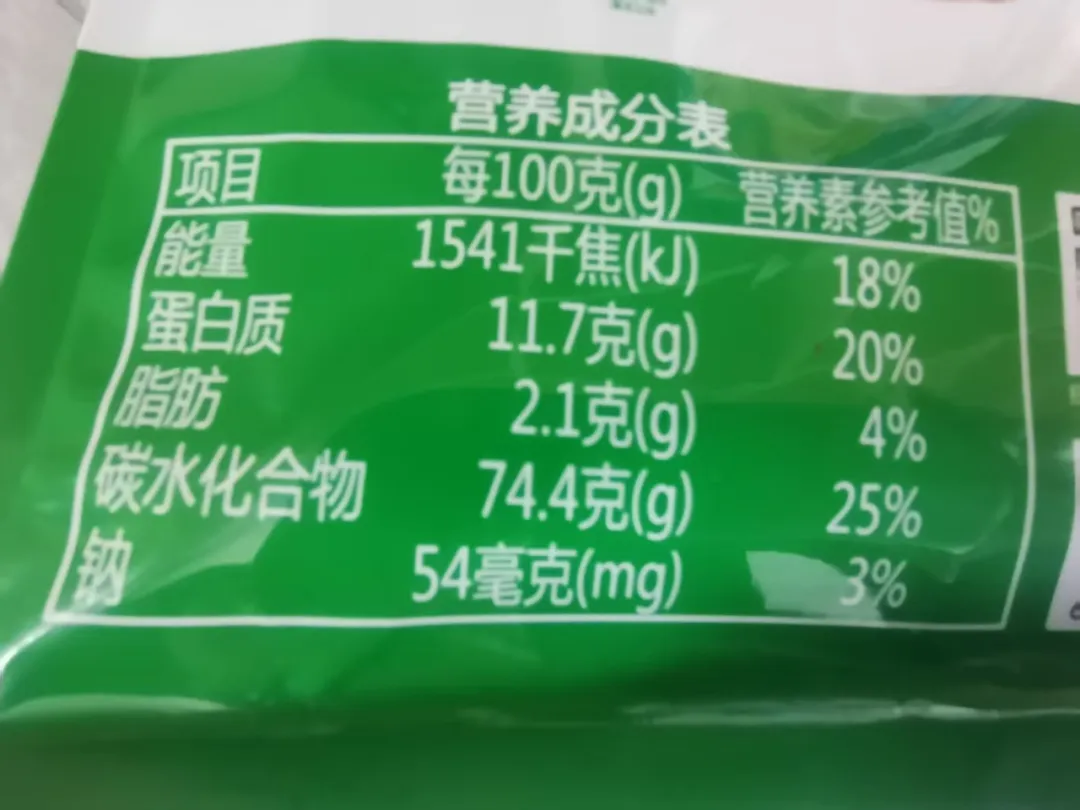 营养成分表
项目 每100克(g) 营养素参考值%
能量 1541千焦(kJ) 18%
蛋白质 11.7克(g) 20%
脂肪 2.1克(g) 4%
碳水化合物 74.4克(g) 25%
钠 54毫克(mg) 3%